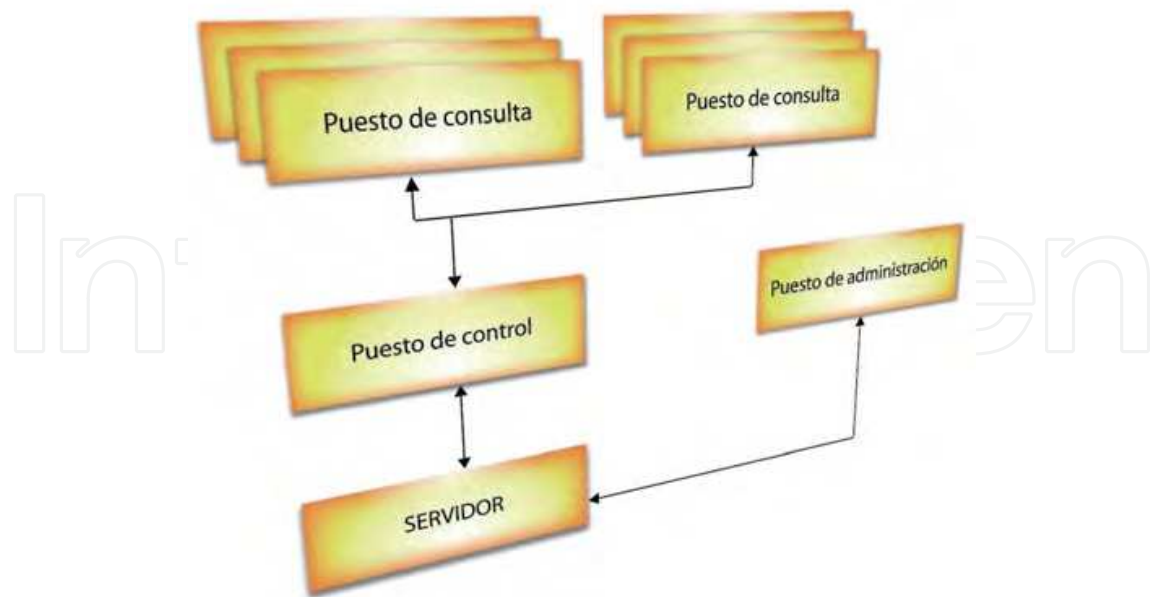 Puesto de consulta
Puesto de consulta
Puesto de administración
Puesto de control
SERVIDOR